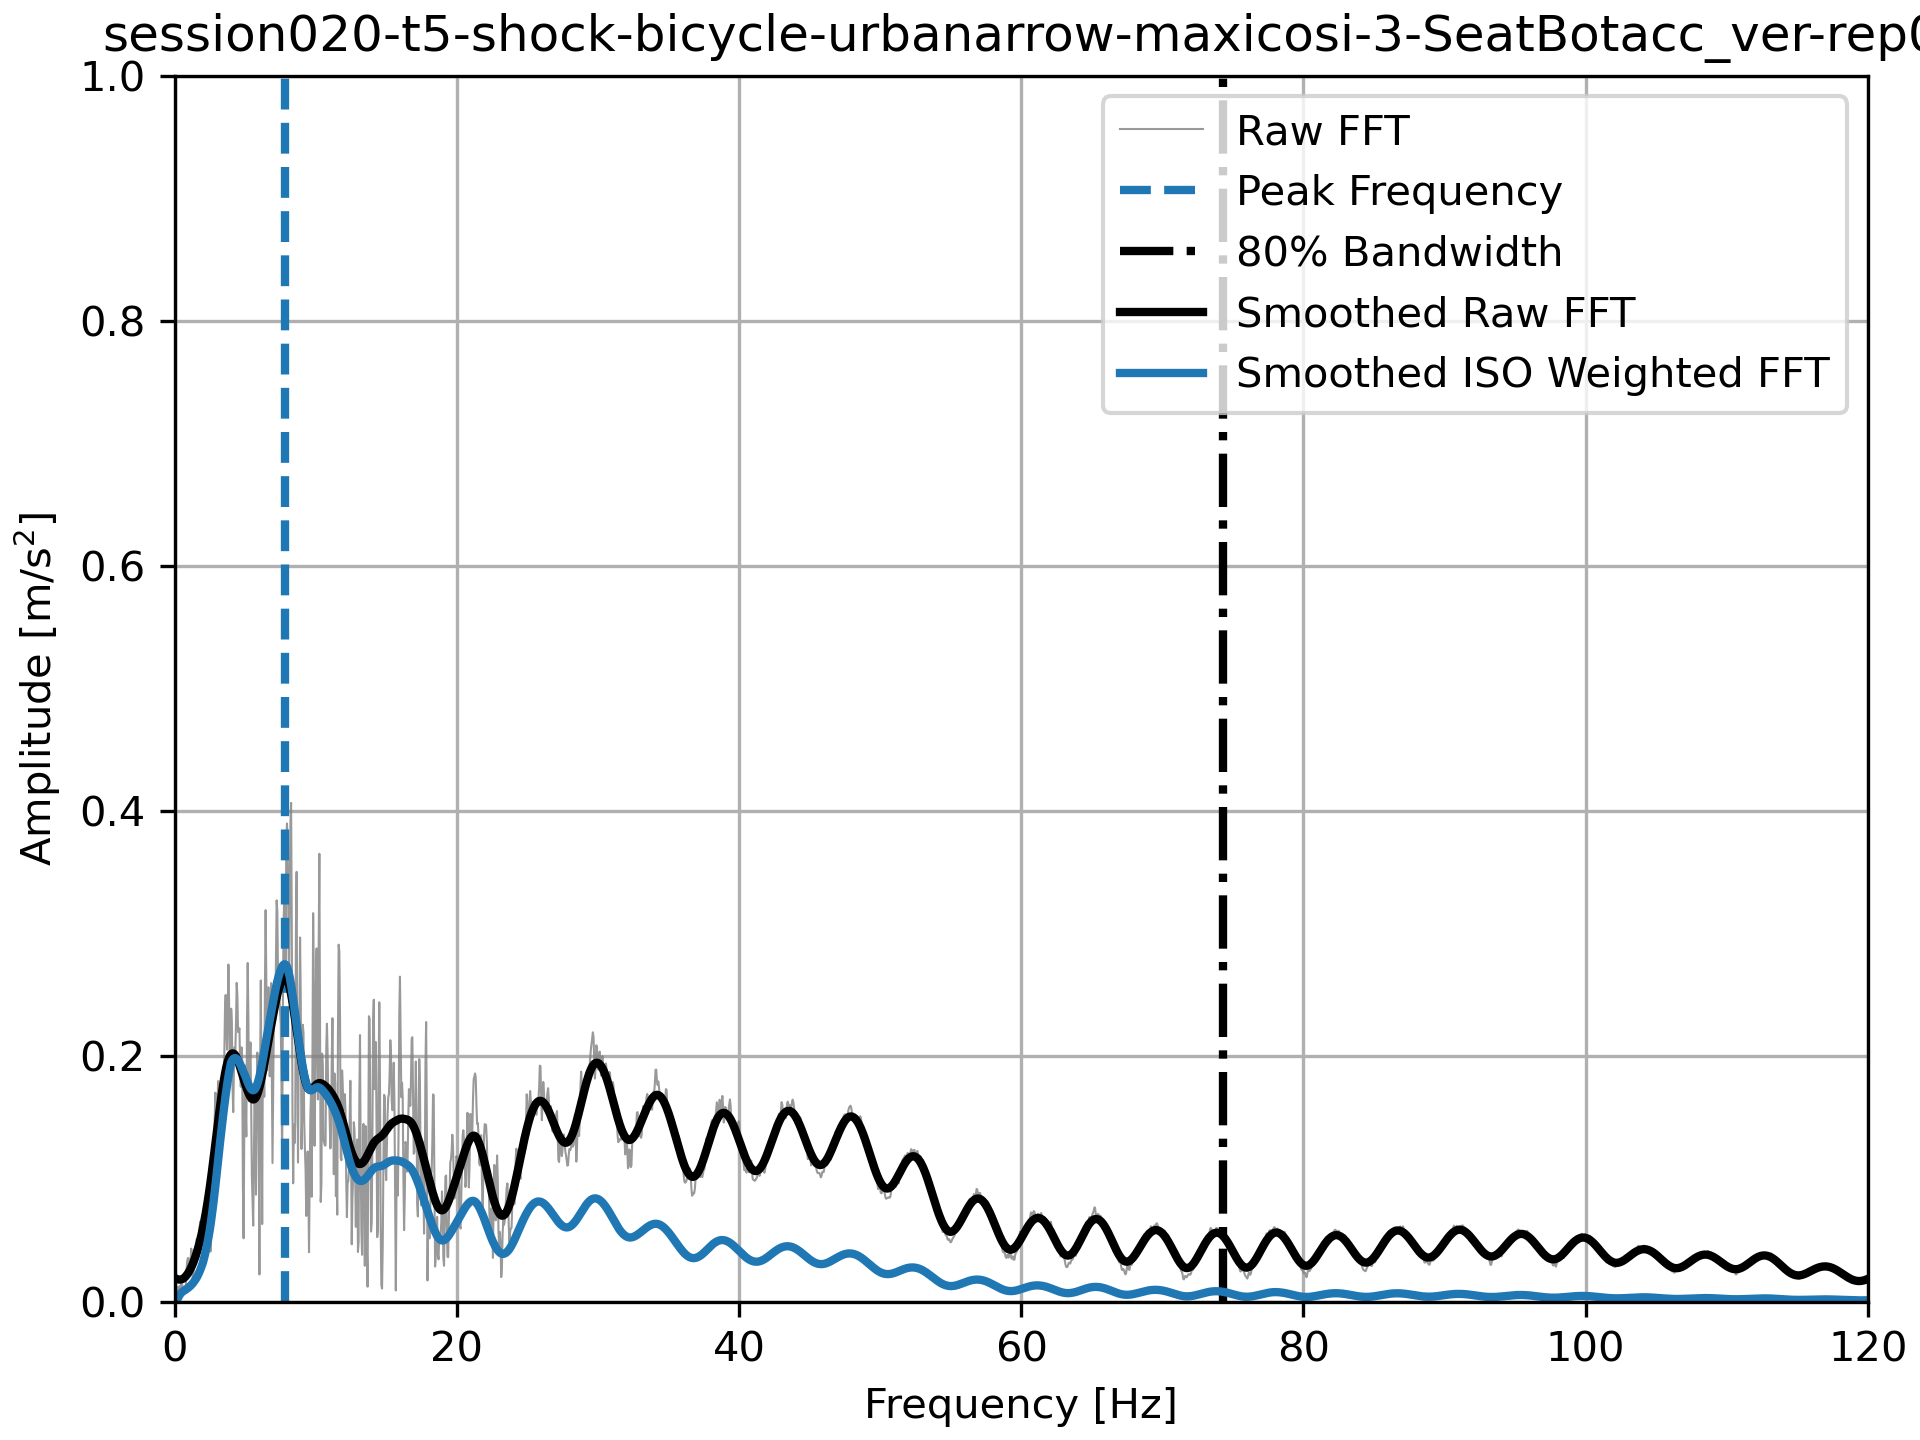 session020-t5-shock-bicycle-urbanarrow-maxicosi-3-SeatBotacc_ver-rep0
1.0
0.8
0.6
0.4
0.2
0.0
Amplitude [m/s²]
Raw FFT
Peak Frequency
80% Bandwidth
Smoothed Raw FFT
Smoothed ISO Weighted FFT
0 20 40 60 80 100 120
Frequency [Hz]